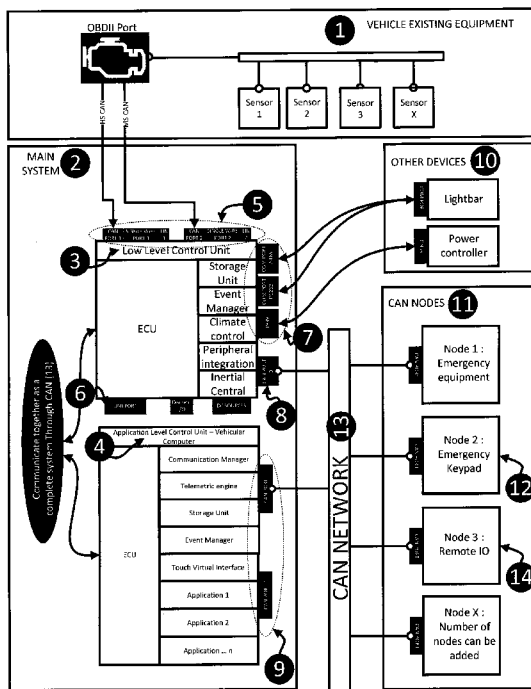 1
VEHICLE EXISTING EQUIPMENT
OBDII Port
Sensor
1
Sensor
2
Sensor
3
Sensor
X
HS CAN
MS CAN
MAIN
SYSTEM
2
5
3
Low Level Control Unit
ECU
Storage
Unit
Event
Manager
Climate
control
Peripheral
integration
Inertial
Central
7
6
8
OTHER DEVICES
10
Lightbar
Power
controller
Communicate together as a
complete system Through CAN (13)
4
Application Level Control Unit – Vehicular
Computer
ECU
Communication Manager
Telemetric engine
Storage Unit
Event Manager
Touch Virtual Interface
Application 1
Application 2
Application ... n
9
13
CAN NETWORK
CAN NODES
11
Node 1 :
Emergency
equipment
Node 2 :
Emergency
Keypad
12
Node 3 :
Remote IO
14
Node X :
Number of
nodes can be
added